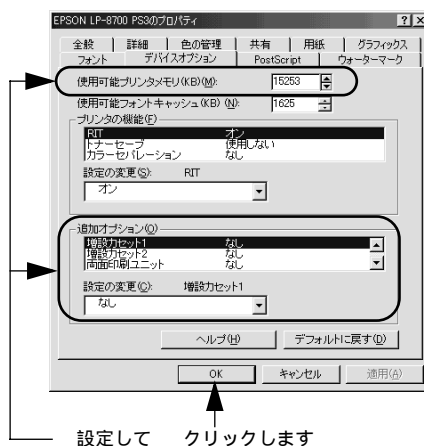 EPSON LP-8700 PS3のプロパティ
全般 詳細 色の管理 共有 用紙 グラフィックス
フォント デバイスオプション PostScript ウォーターマーク
使用可能プリンタメモリ(KB)(M): 15253
使用可能フォントキャッシュ(KB) (N): 1625
プリンタの機能(F)
RIT オン
トナーセーブ 使用しない
カラーセパレーション なし
設定の変更(S): RIT
オン
追加オプション(O)
増設カセット1 なし
増設カセット2 なし
両面印刷ユニット なし
設定の変更(C): 増設カセット1
なし
ヘルプ(H) デフォルトに戻す(D)
OK キャンセル 適用(A)
設定して クリックします